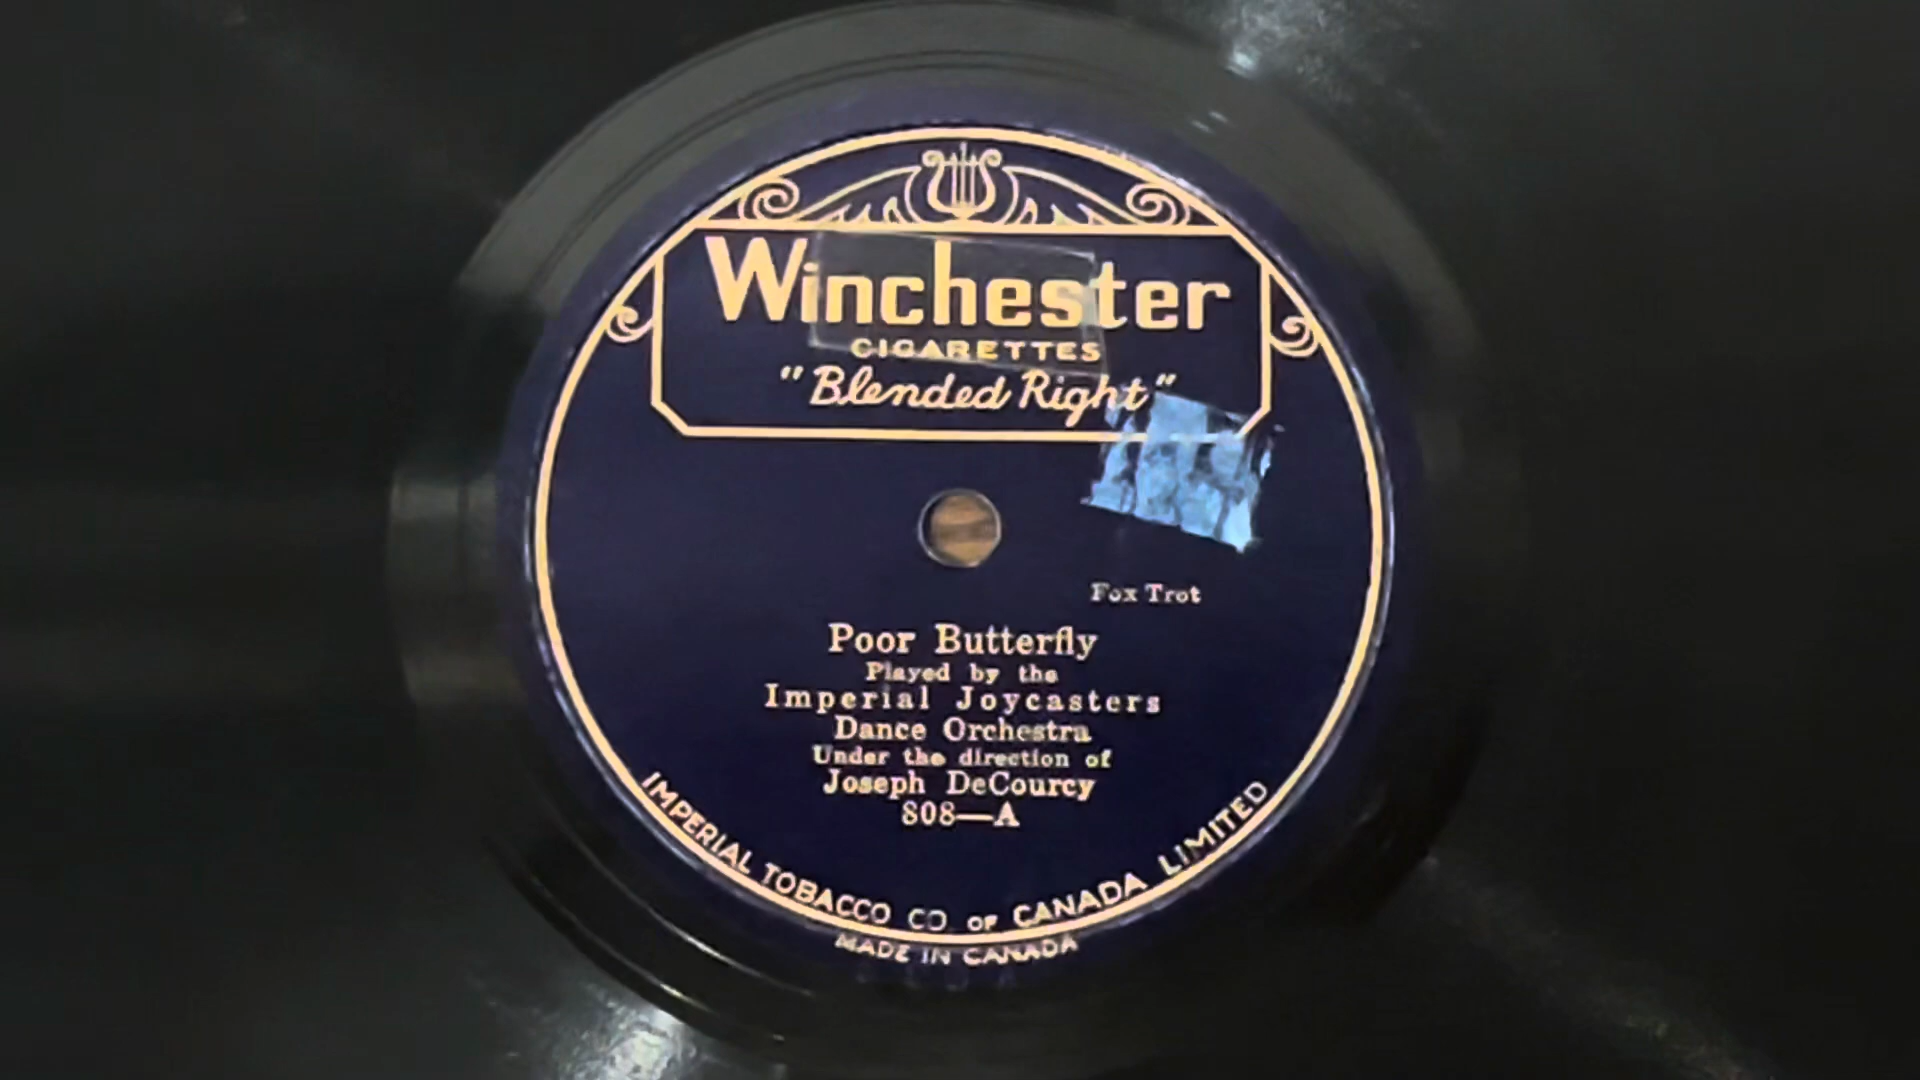 Winchester
CIGARETTES
"Blended Right"
Fox Trot
Poor Butterfly
Played by the
Imperial Joycasters
Dance Orchestra
Under the direction of
Joseph DeCourcy
808—A
IMPERIAL TOBACCO CO OF CANADA LIMITED
MADE IN CANADA